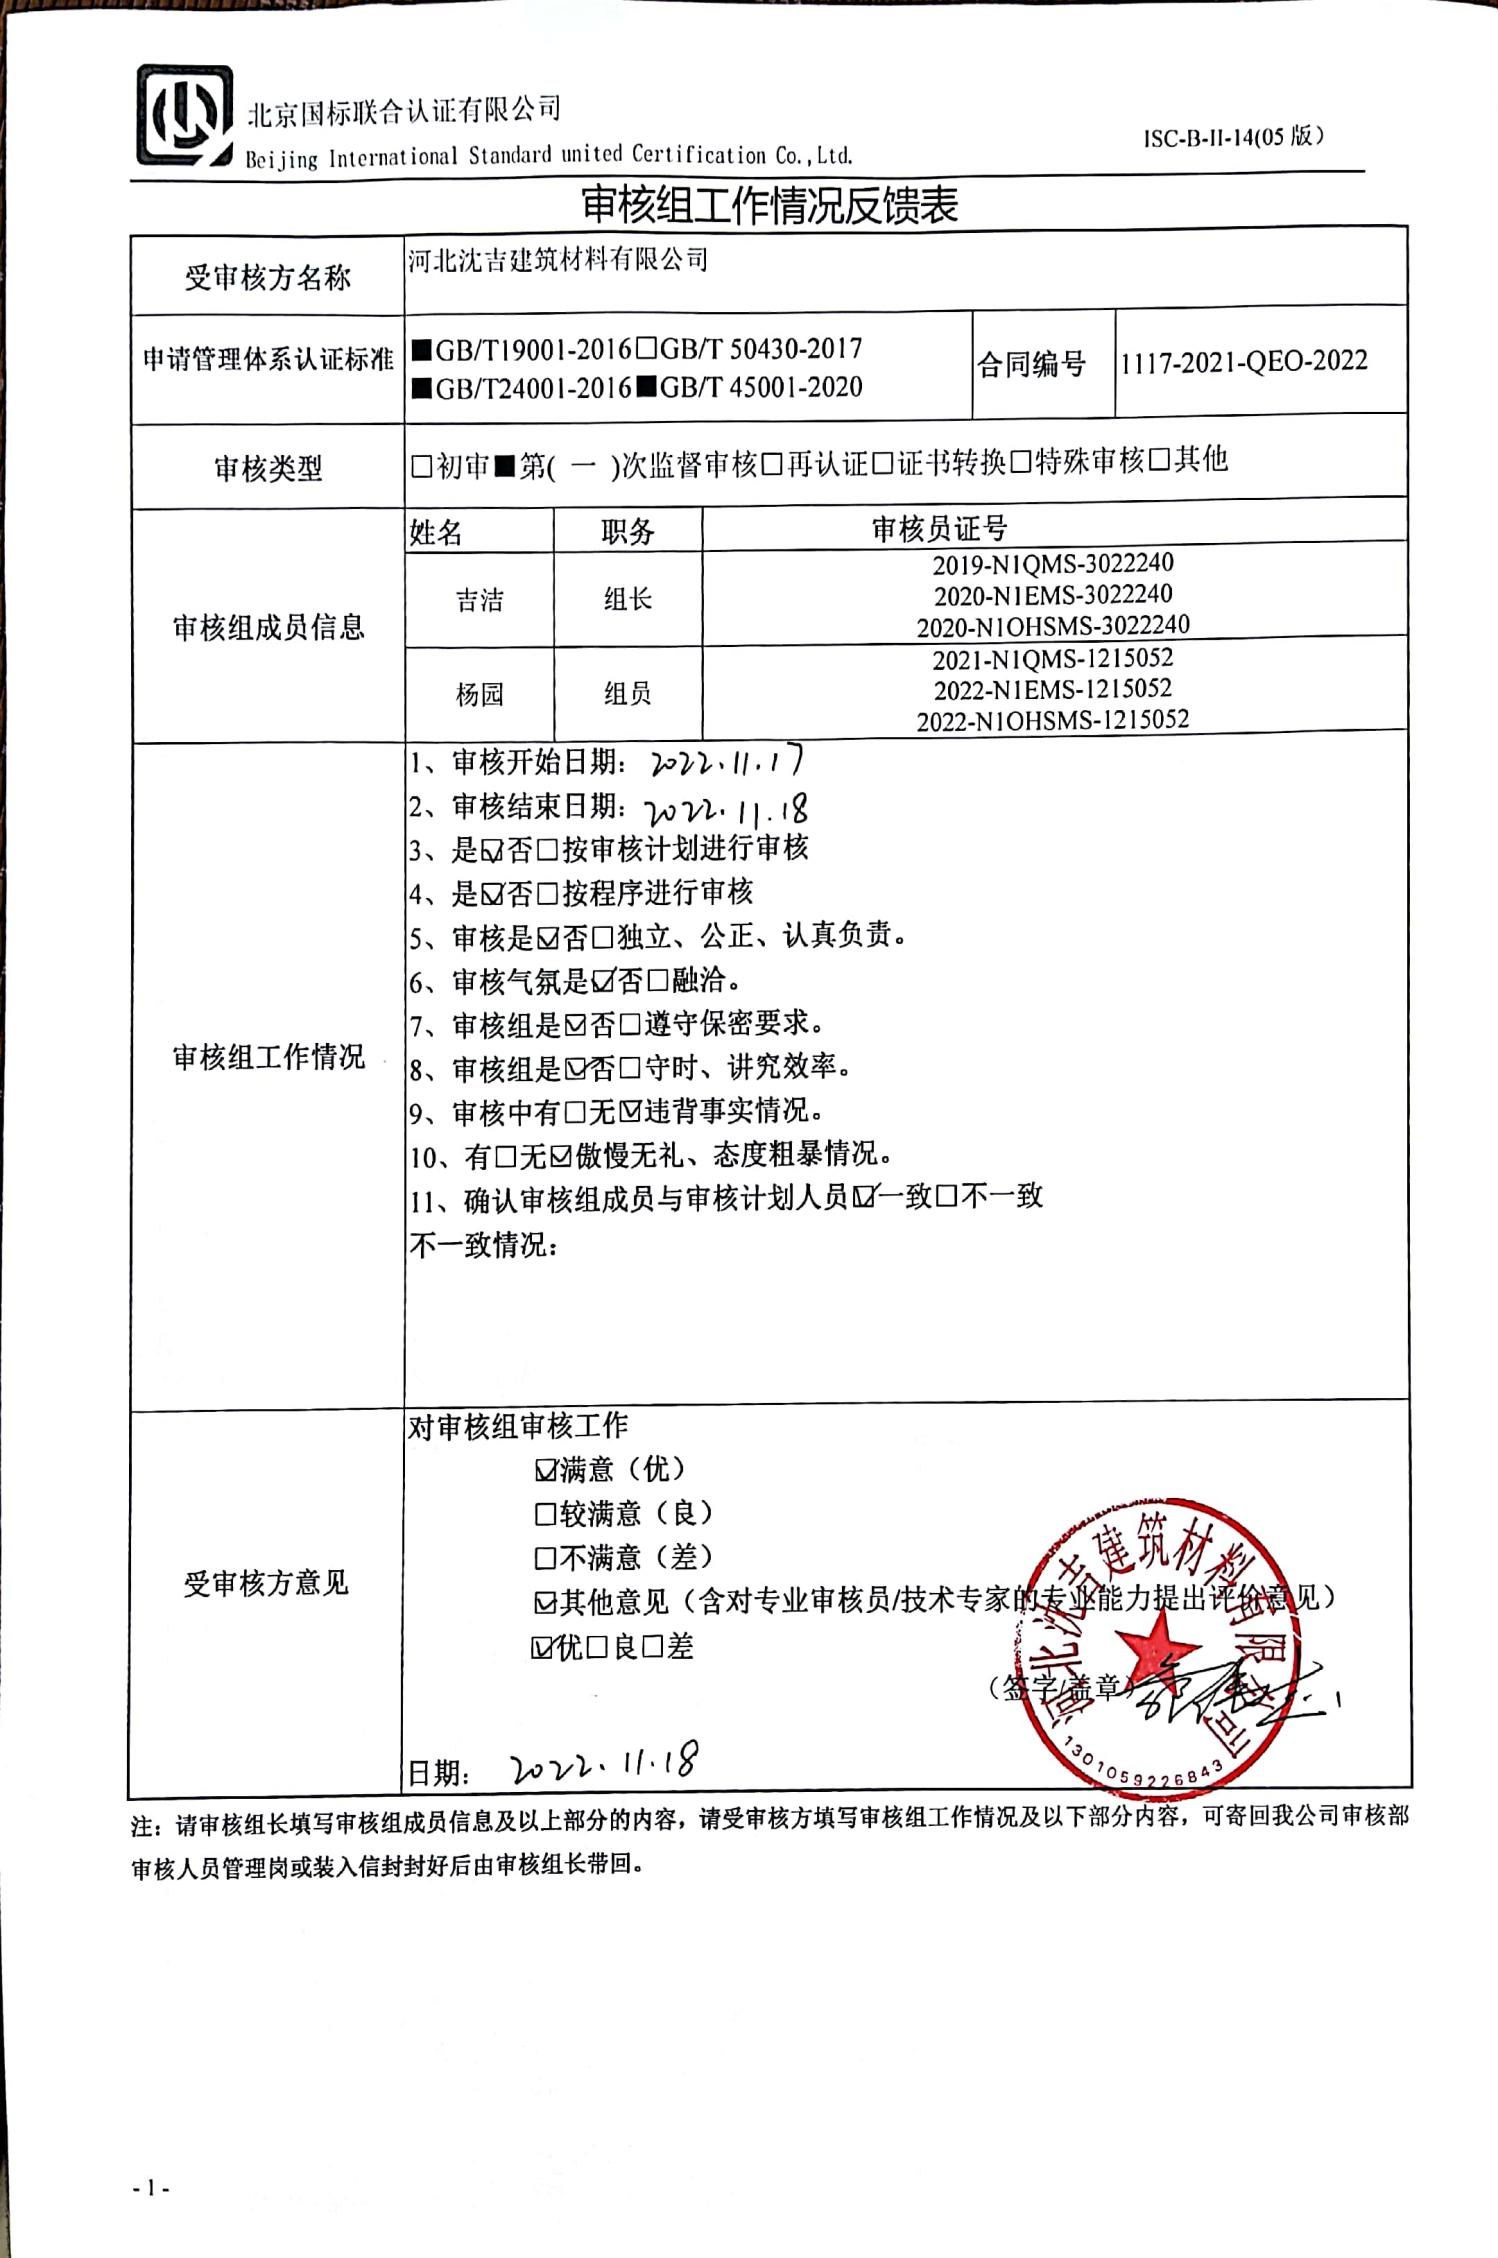 北京国标联合认证有限公司
Beijing International Standard united Certification Co.,Ltd.
ISC-B-II-14(05 版)
审核组工作情况反馈表
受审核方名称
河北沈吉建筑材料有限公司
申请管理体系认证标准
■GB/T19001-2016□GB/T 50430-2017
■GB/T24001-2016■GB/T 45001-2020
合同编号
1117-2021-QEO-2022
审核类型
□初审■第( 一 )次监督审核□再认证□证书转换□特殊审核□其他
审核组成员信息
姓名 职务 审核员证号
吉洁 组长
2019-N1QMS-3022240
2020-N1EMS-3022240
2020-N1OHSMS-3022240
杨园 组员
2021-N1QMS-1215052
2022-N1EMS-1215052
2022-N1OHSMS-1215052
审核组工作情况
1、审核开始日期：2022.11.17
2、审核结束日期：2022.11.18
3、是☑否□按审核计划进行审核
4、是☑否□按程序进行审核
5、审核是☑否□独立、公正、认真负责。
6、审核气氛是☑否□融洽。
7、审核组是☑否□遵守保密要求。
8、审核组是☑否□守时、讲究效率。
9、审核中有□无☑违背事实情况。
10、有□无☑傲慢无礼、态度粗暴情况。
11、确认审核组成员与审核计划人员☑一致□不一致
不一致情况：
受审核方意见
对审核组审核工作
☑满意（优）
□较满意（良）
□不满意（差）
☑其他意见（含对专业审核员/技术专家的专业能力提出评价意见）
☑优□良□差
（签字/盖章）
河北沈吉建筑材料有限公司
1301059226843
日期： 2022.11.18
注：请审核组长填写审核组成员信息及以上部分的内容，请受审核方填写审核组工作情况及以下部分内容，可寄回我公司审核部
审核人员管理岗或装入信封封好后由审核组长带回。
- 1 -